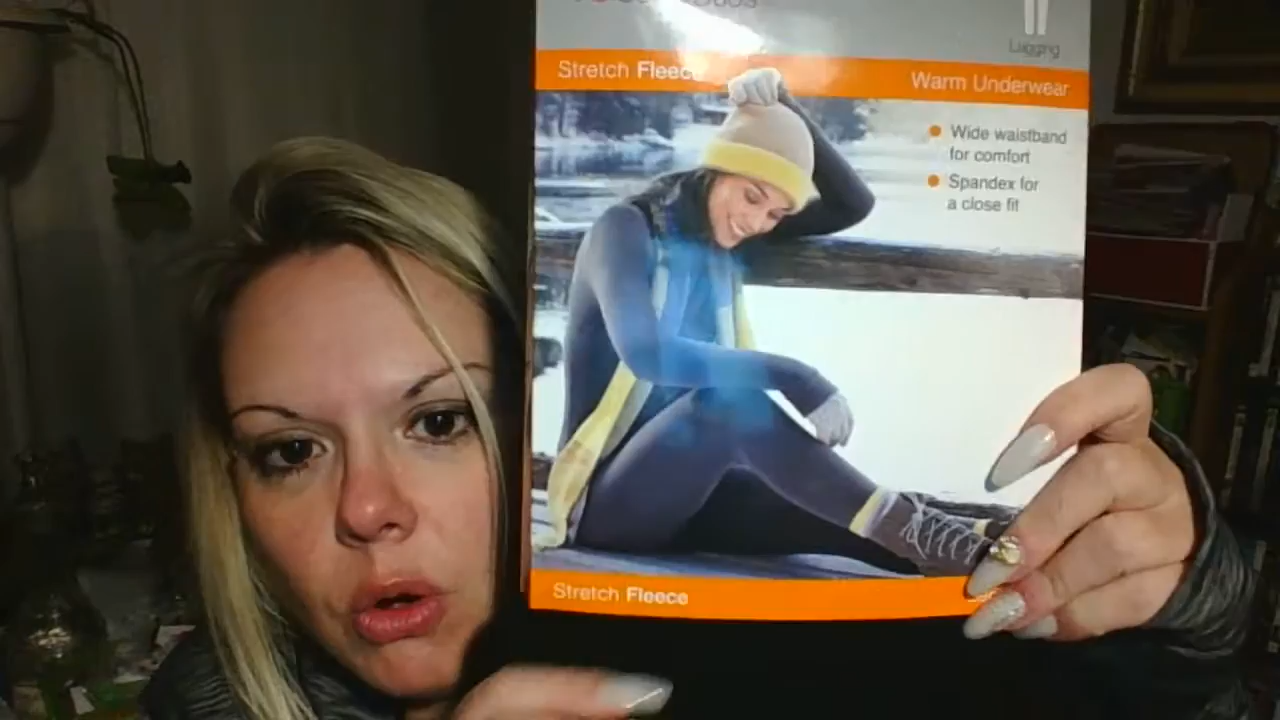 Legging
Stretch Fleece
Warm Underwear
Wide waistband
for comfort
Spandex for
a close fit
Stretch Fleece